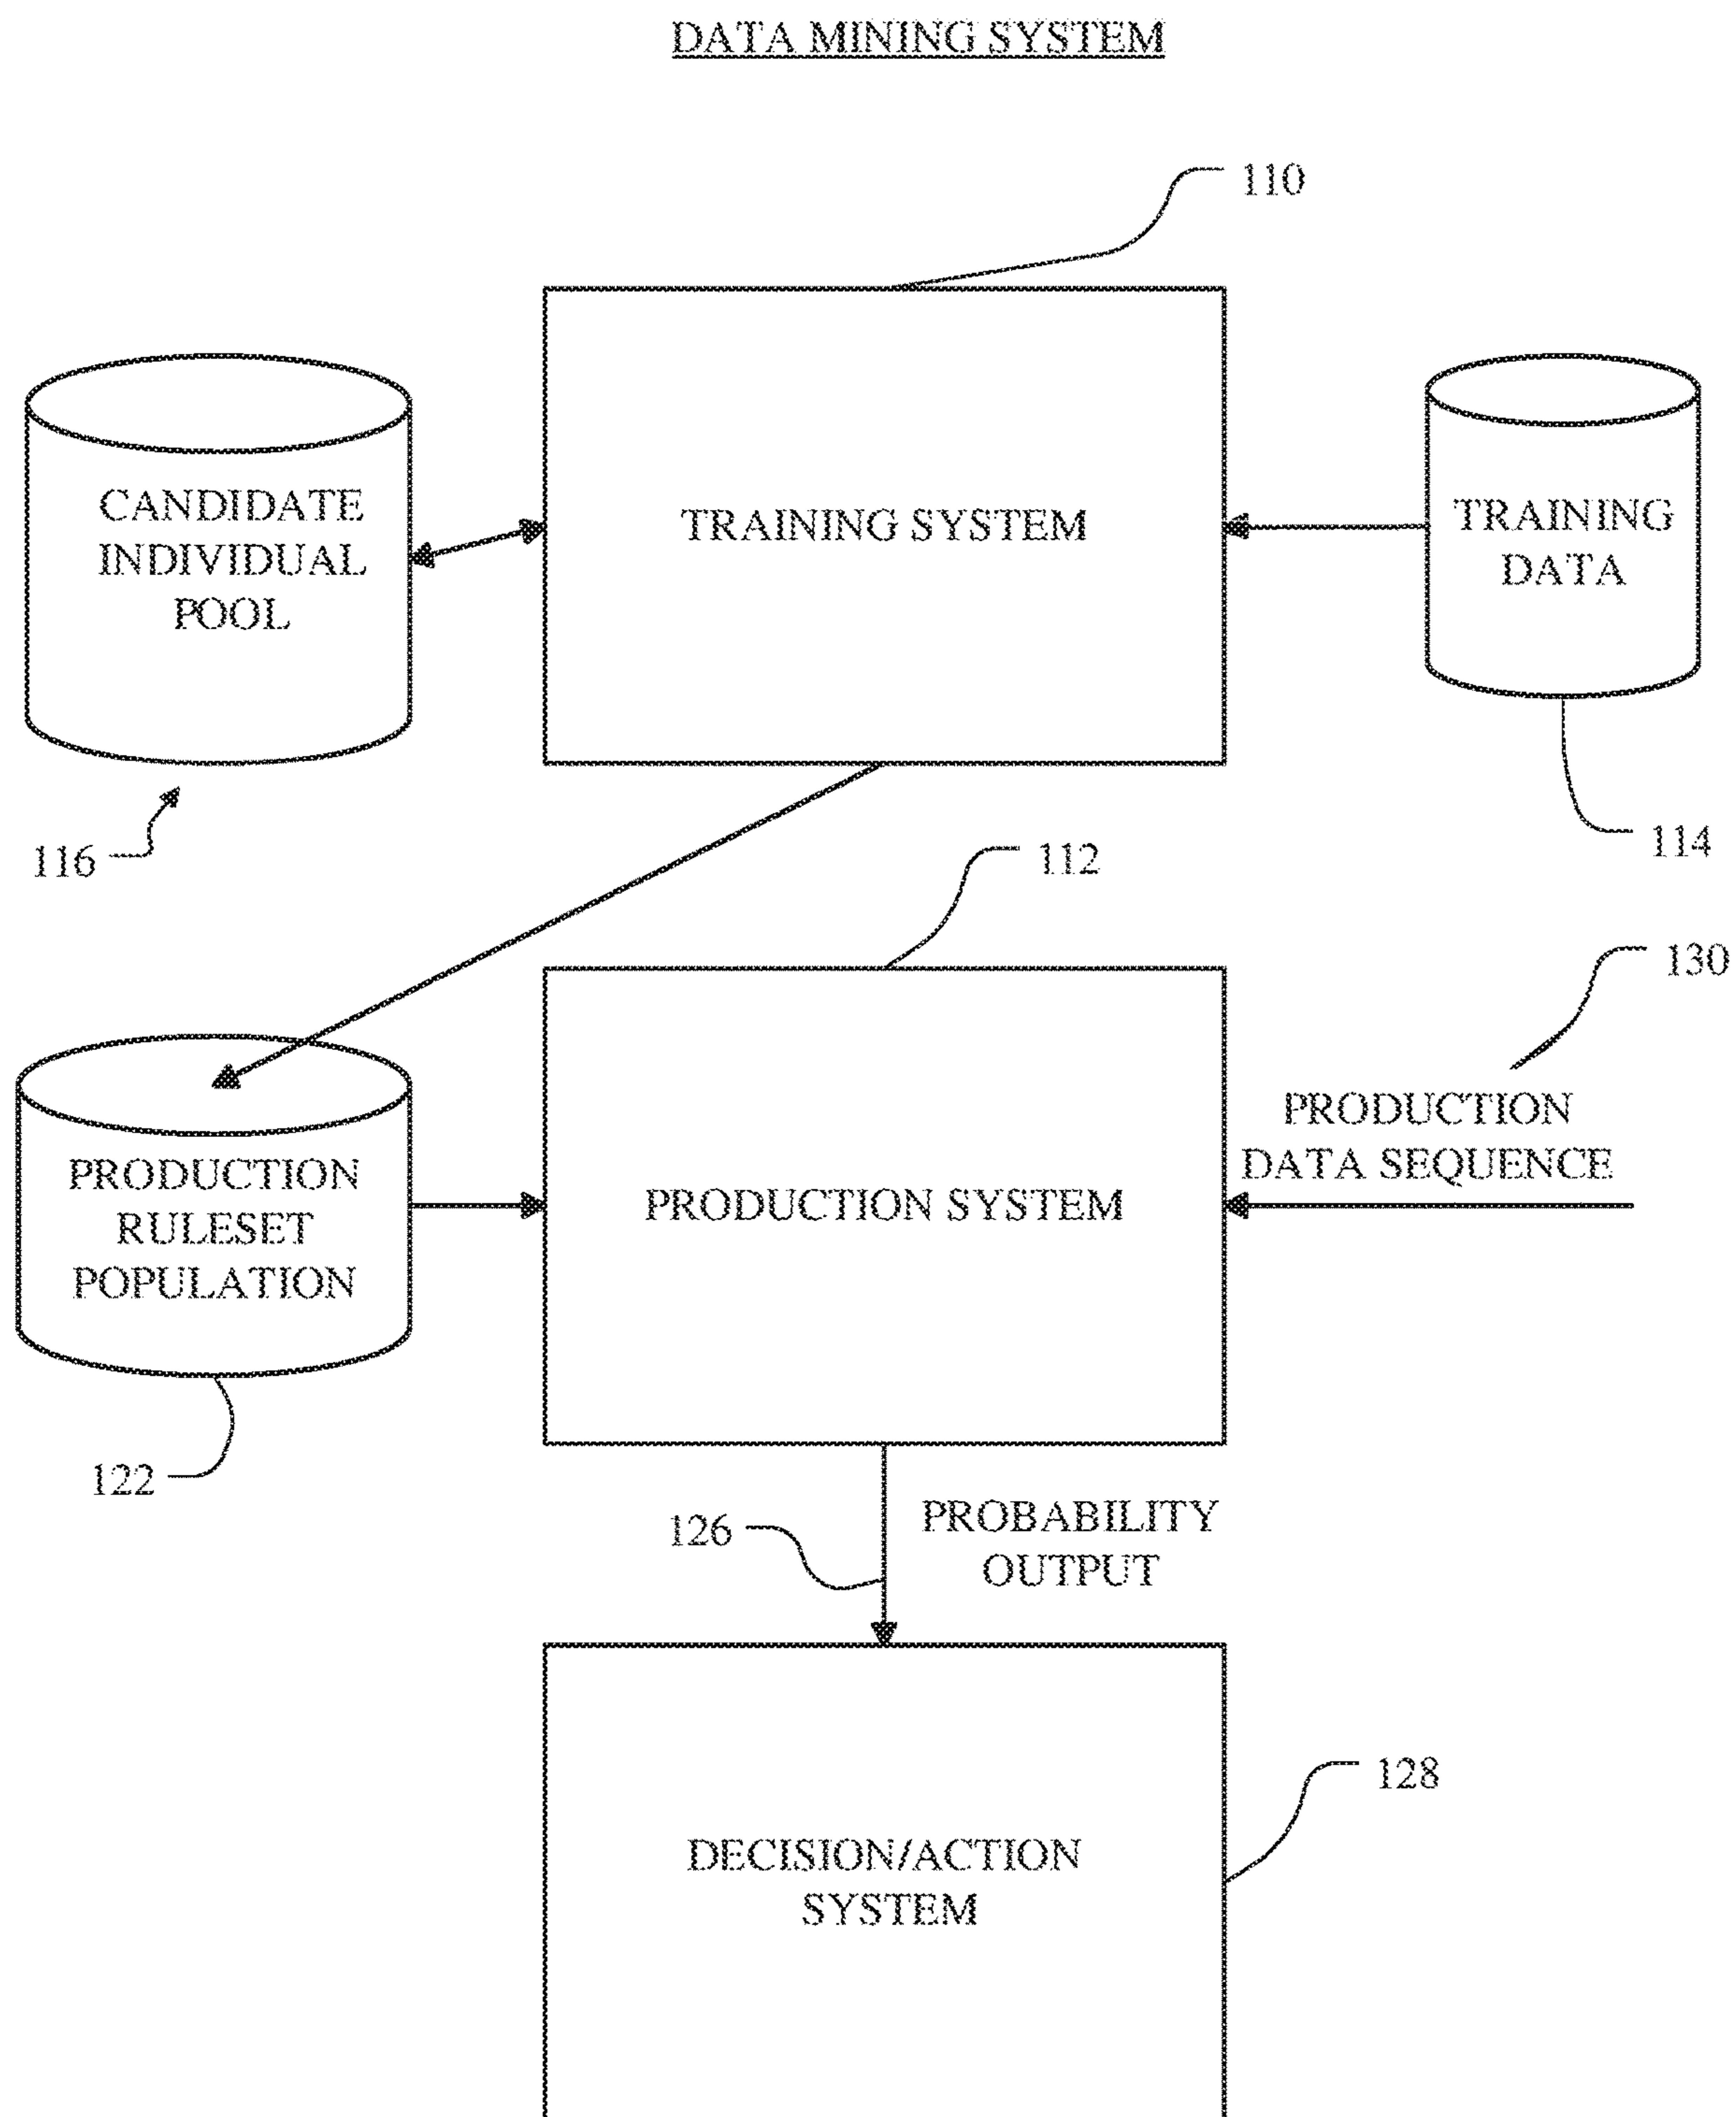 DATA MINING SYSTEM
110
CANDIDATE
INDIVIDUAL
POOL
TRAINING SYSTEM
TRAINING
DATA
116
114
112
130
PRODUCTION
RULESET
POPULATION
PRODUCTION SYSTEM
PRODUCTION
DATA SEQUENCE
122
126
PROBABILITY
OUTPUT
128
DECISION/ACTION
SYSTEM